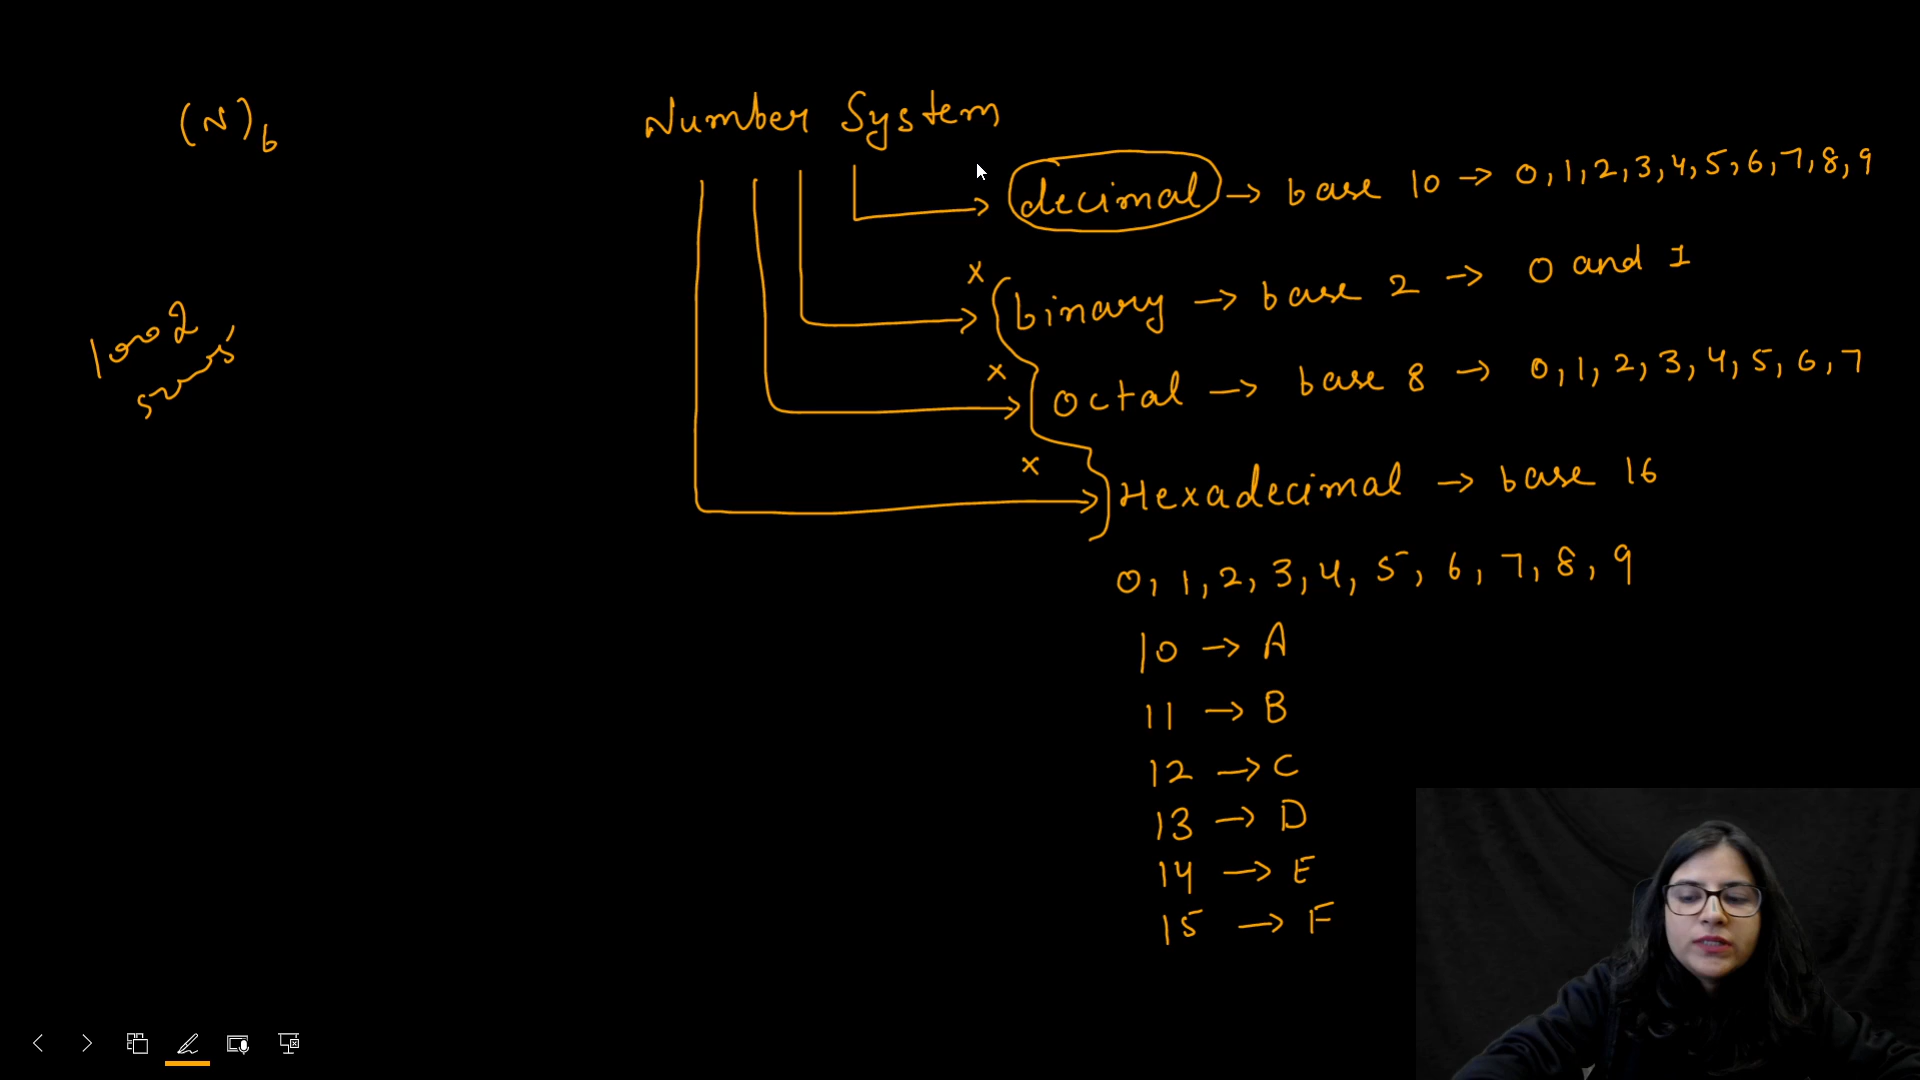 (N)b
Number System
decimal → base 10 → 0,1,2,3,4,5,6,7,8,9
x binary → base 2 → 0 and 1
x octal → base 8 → 0,1,2,3,4,5,6,7
x Hexadecimal → base 16
0,1,2,3,4,5,6,7,8,9
10 → A
11 → B
12 → C
13 → D
14 → E
15 → F